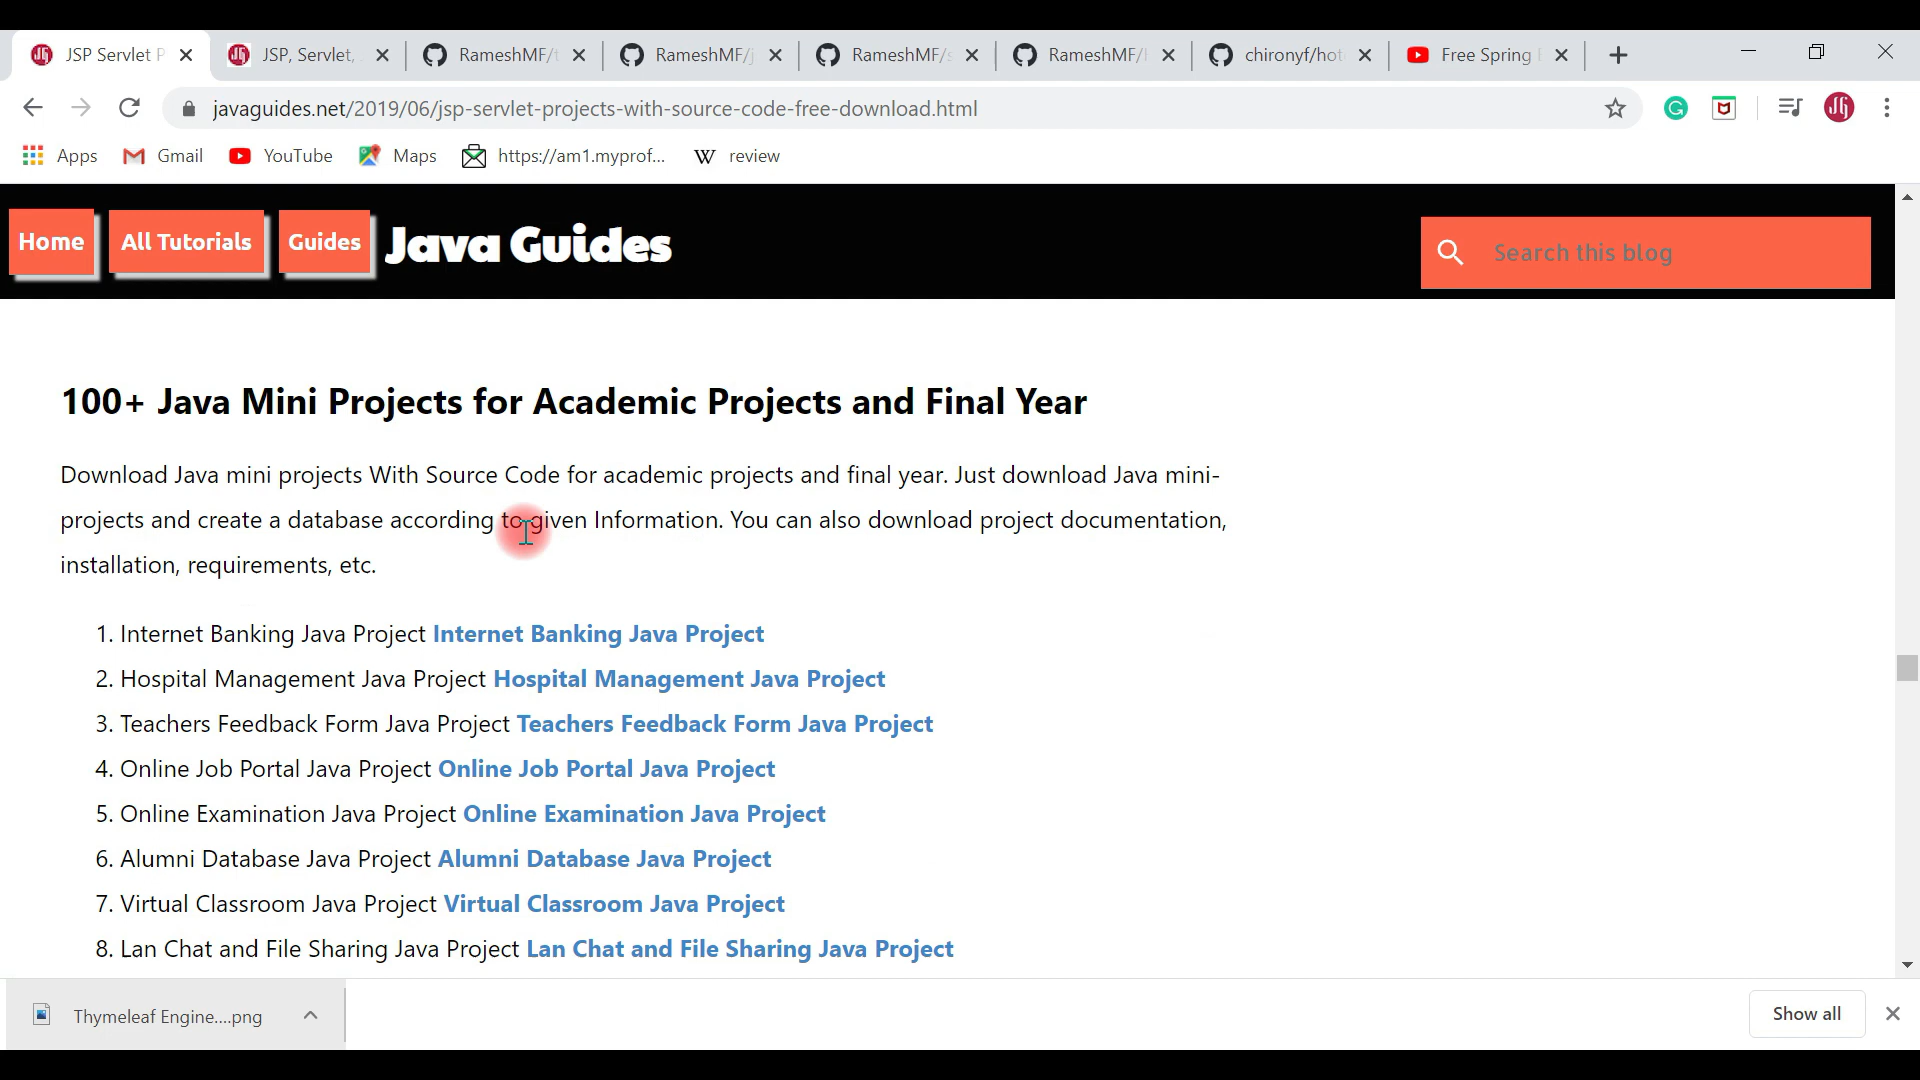 JSP Servlet P
JSP, Servlet,
RameshMF/t
RameshMF/j
RameshMF/s
RameshMF/
chironyf/hot
Free Spring
javaguides.net/2019/06/jsp-servlet-projects-with-source-code-free-download.html
Apps
Gmail
YouTube
Maps
https://am1.myprof...
W review
Home
All Tutorials
Guides
Java Guides
Search this blog
100+ Java Mini Projects for Academic Projects and Final Year
Download Java mini projects With Source Code for academic projects and final year. Just download Java mini-
projects and create a database according to given Information. You can also download project documentation,
installation, requirements, etc.
1. Internet Banking Java Project Internet Banking Java Project
2. Hospital Management Java Project Hospital Management Java Project
3. Teachers Feedback Form Java Project Teachers Feedback Form Java Project
4. Online Job Portal Java Project Online Job Portal Java Project
5. Online Examination Java Project Online Examination Java Project
6. Alumni Database Java Project Alumni Database Java Project
7. Virtual Classroom Java Project Virtual Classroom Java Project
8. Lan Chat and File Sharing Java Project Lan Chat and File Sharing Java Project
Thymeleaf Engine....png
Show all